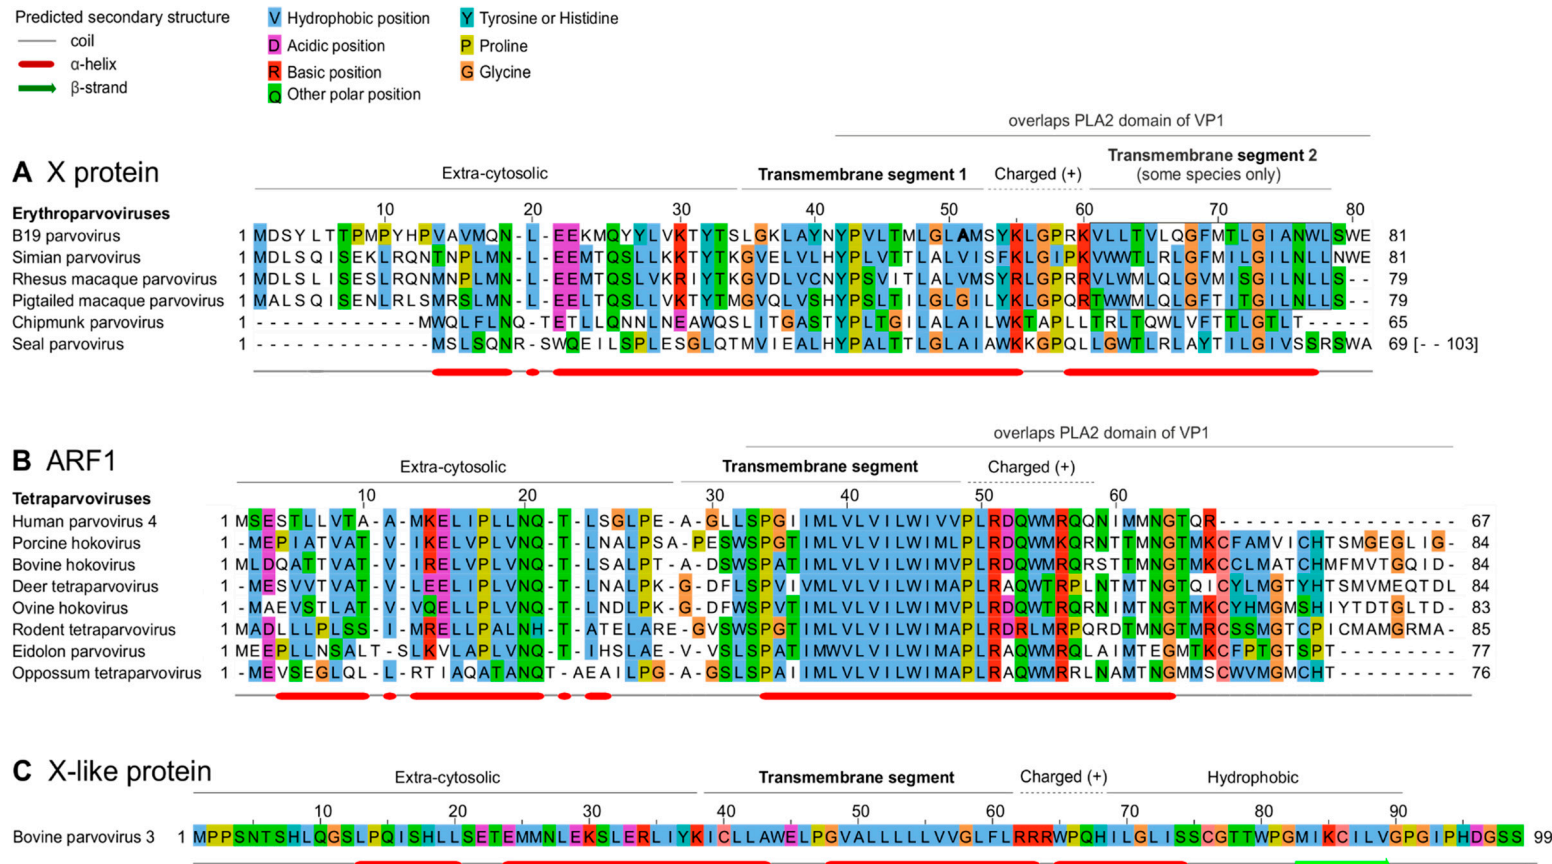 Predicted secondary structure
coil
α-helix
β-strand
V Hydrophobic position
D Acidic position
R Basic position
Q Other polar position
Y Tyrosine or Histidine
P Proline
G Glycine
overlaps PLA2 domain of VP1
A X protein
Extra-cytosolic
Transmembrane segment 1
Charged (+)
Transmembrane segment 2
(some species only)
Erythroparvoviruses
10 20 30 40 50 60 70 80
B19 parvovirus 1 MDSYLTTPMPYHPVAVMQN-L-EEKMQYYLVKTYTSLGKLAYNYPVLTMLGLAMSYKLGPRKVLLTVLQGFMTLGIANWLSWE 81
Simian parvovirus 1 MDLSQISEKLRQNTNPLMN-L-EEMTQSLLKKTYTKGVELVLHYPLVTTLALVISFKLGIPKVWWTLRLGFMTLGILNLLNWE 81
Rhesus macaque parvovirus 1 MDLSLISESLRQNMNPLMN-L-EEMTQSLVKRIYTKGVDLVCNYPSVITLALVMSYKLGPRRVLWMLQLGVMISGILNLLS-- 79
Pigtailed macaque parvovirus 1 MALSQISENLRLSMRSLMN-L-EELTQSLLVKRIYTMGVQLVSHYPSLTILGLGILYKLGPQRTWWMLQLGFTITGILNLLS-- 79
Chipmunk parvovirus 1 ------------MWQLFLNQ-TETLLQNNLNEAWQSLITGASTYPLTGILALAILWKTAPLLTRLTQWLVFTTLGTLT----- 65
Seal parvovirus 1 -------------MSLSQNR-SWQEILSPLESGLQTMVIEALHYPALTTLGLAIAWKKGPQLLGWTLRLAYTILGIVSSRSWA 69 [- - 103]
overlaps PLA2 domain of VP1
B ARF1
Extra-cytosolic
Transmembrane segment
Charged (+)
Tetraparvoviruses
10 20 30 40 50 60
Human parvovirus 4 1 MSESTLLVTA-A-MKELIPLLNQ-T-LSGLPE-A-GLLSPGIIMLVLVILWIVVPLRDQWMRQQNIMMNGTQR------------------ 67
Porcine hokovirus 1 -MEPIATVAT-V-IKELVPLVNQ-T-LNALPSA-PESWSPGTIMLVLVILWIMLPLRDQWMKQRNTTMNGTMKCFAMVICHTSMGEGLIG- 84
Bovine hokovirus 1 MLDQATTVAT-V-IRELVPLVNQ-T-LSALPT-A-DSWSPATIMLVLVILWIMVPLRDQWMKQRSTTMNGTMKCCLMATCHMFMVTGQID- 84
Deer tetraparvovirus 1 -MESVVTVAT-V-LEELIPLVNQ-T-LNALPK-G-DFLSPVIVMLVLVILWIMVPLRAQWTRPLNTMTNGTQICYLMGTYHTSMVMEQTDL 84
Ovine hokovirus 1 -MAEVSTLAT-V-VQELLPLVNQ-T-LNDLPK-G-DFWSPVTIMLVLVILWIMVPLRDQWTRQRNIMTNGTMKCYHMGMSHIYTDTGLTD- 83
Rodent tetraparvovirus 1 MADLLLPLSS-I-MRELLPALNH-T-ATELARE-GVSWSPGTIMLVLVILWIMAPLRDRLMRPQRDTMNGTMRCSSMGTCPICMAMGRMA- 85
Eidolon parvovirus 1 MEEPLLNSALT-SLKVLAPLVNQ-T-IHSLAE-V-VSLSPATIMWVLVILWIMAPLRAQWMRQLAIMTEGMTKCFPTGTSPT--------- 77
Oppossum tetraparvovirus 1 -MEVSEGLQL-L-RTIAQATANQT-AEAILPG-A-GSLSPAIIMLVLVILWIMAPLRAQWMRRLNAMTNGMMSCWVMGMCHT--------- 76
C X-like protein
Extra-cytosolic
Transmembrane segment
Charged (+)
Hydrophobic
10 20 30 40 50 60 70 80 90
Bovine parvovirus 3 1 MPPSNTSHLQGSLPQISHLLSETEMMNLEKSLERLIYKICLLAWELPGVALLLLLVVGLFLRRRWPQHILGLISSCGTTWPGMIKCILVGPGIPHDGSS 99